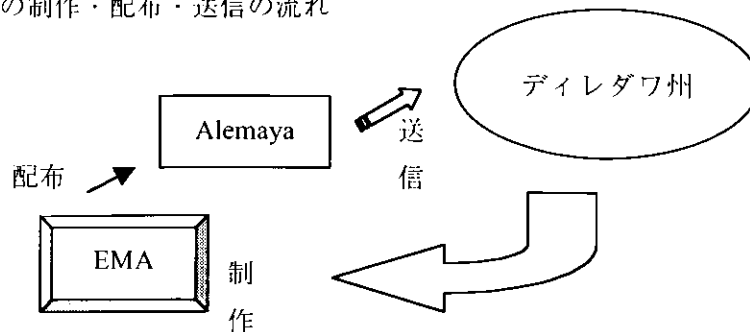 の制作・配布・送信の流れ
ディレダワ州
Alemaya
送信
配布
EMA
制作